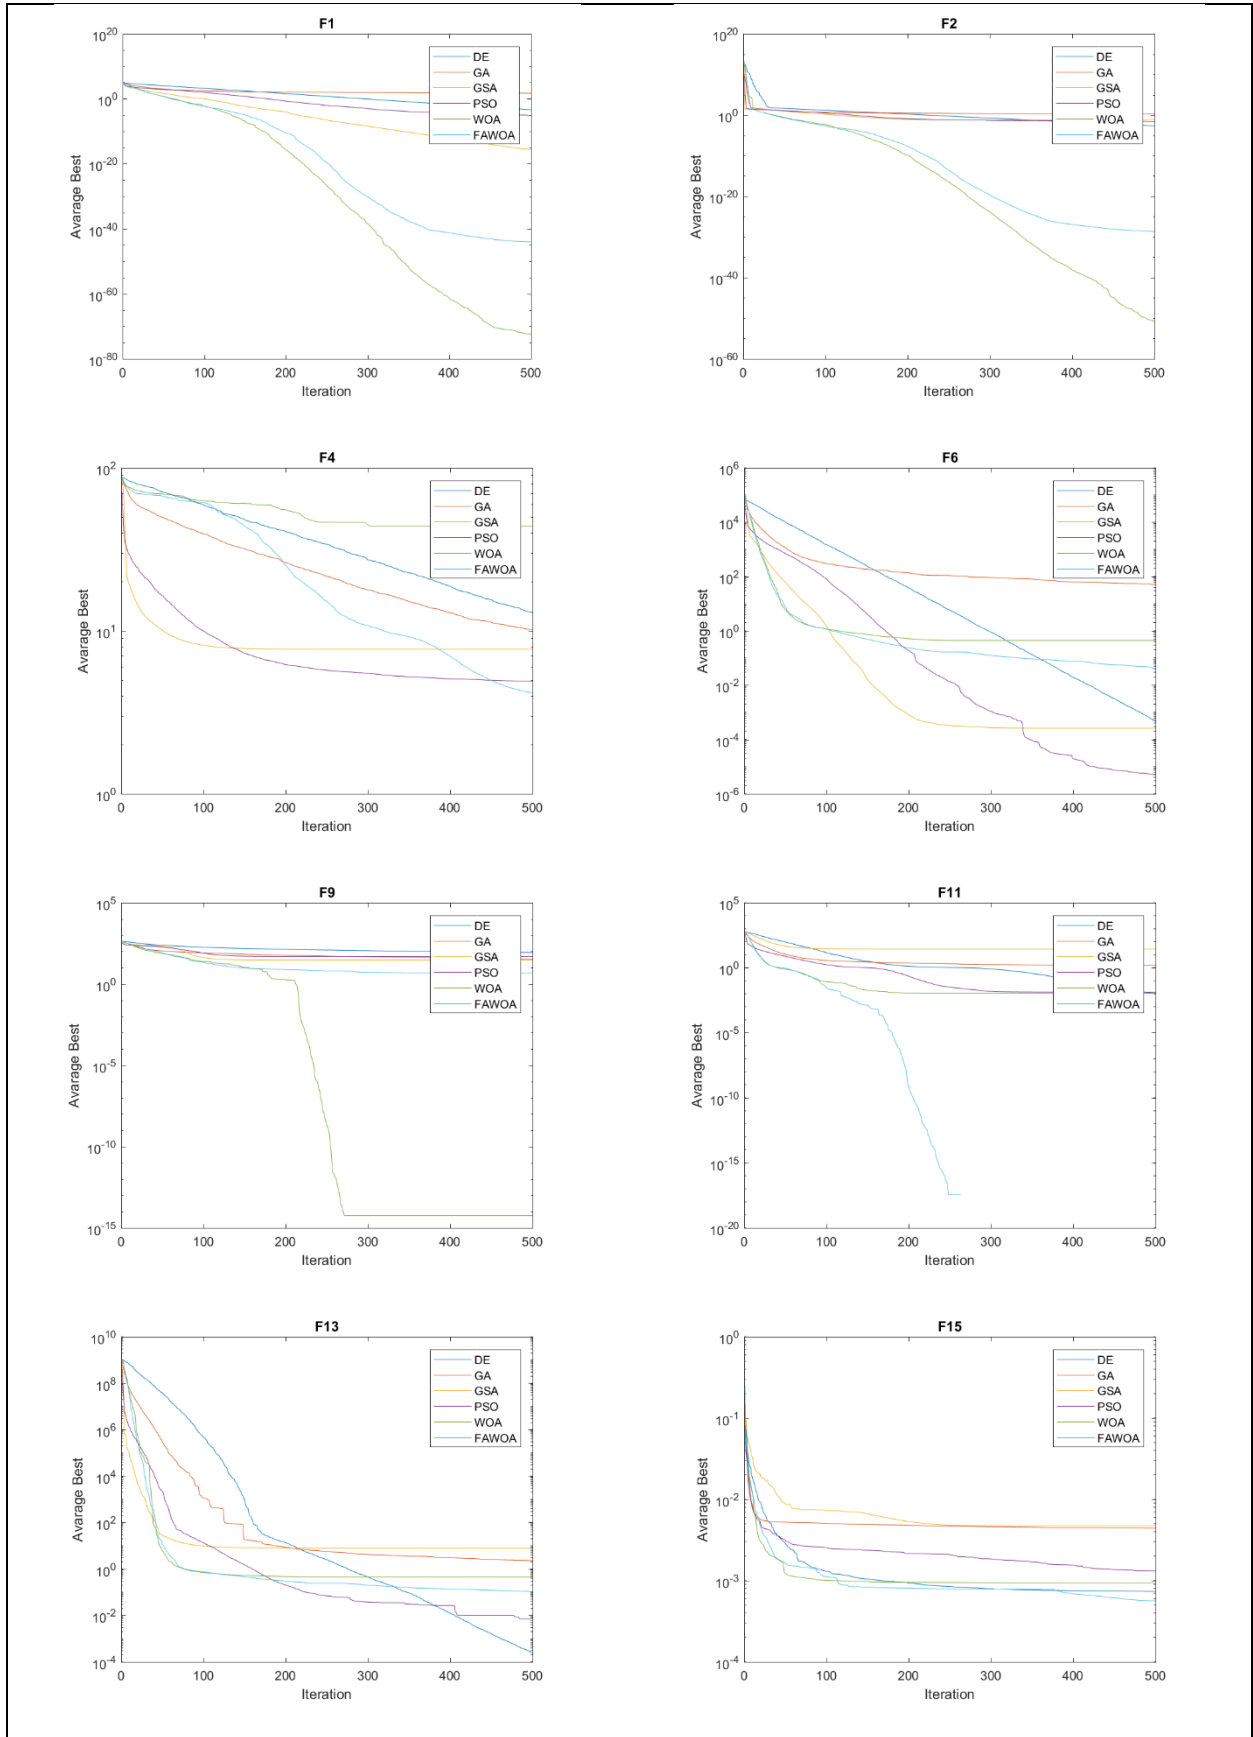 F1
10^20
10^0
10^-20
10^-40
10^-60
10^-80
0 100 200 300 400 500
Iteration
Avarage Best
DE
GA
GSA
PSO
WOA
FAWOA
F2
10^20
10^0
10^-20
10^-40
10^-60
0 100 200 300 400 500
Iteration
Avarage Best
DE
GA
GSA
PSO
WOA
FAWOA
F4
10^2
10^1
10^0
0 100 200 300 400 500
Iteration
Avarage Best
DE
GA
GSA
PSO
WOA
FAWOA
F6
10^6
10^4
10^2
10^0
10^-2
10^-4
10^-6
0 100 200 300 400 500
Iteration
Avarage Best
DE
GA
GSA
PSO
WOA
FAWOA
F9
10^5
10^0
10^-5
10^-10
10^-15
0 100 200 300 400 500
Iteration
Avarage Best
DE
GA
GSA
PSO
WOA
FAWOA
F11
10^5
10^0
10^-5
10^-10
10^-15
10^-20
0 100 200 300 400 500
Iteration
Avarage Best
DE
GA
GSA
PSO
WOA
FAWOA
F13
10^10
10^8
10^6
10^4
10^2
10^0
10^-2
10^-4
0 100 200 300 400 500
Iteration
Avarage Best
DE
GA
GSA
PSO
WOA
FAWOA
F15
10^0
10^-1
10^-2
10^-3
10^-4
0 100 200 300 400 500
Iteration
Avarage Best
DE
GA
GSA
PSO
WOA
FAWOA